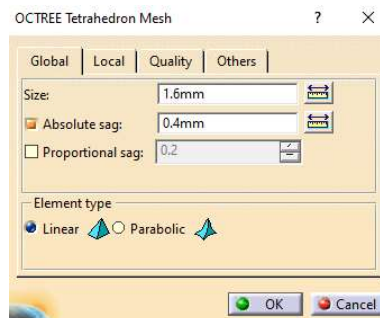 OCTREE Tetrahedron Mesh ? ×
Global Local Quality Others
Size: 1.6mm
Absolute sag: 0.4mm
Proportional sag: 0.2
Element type
Linear Parabolic
OK Cancel